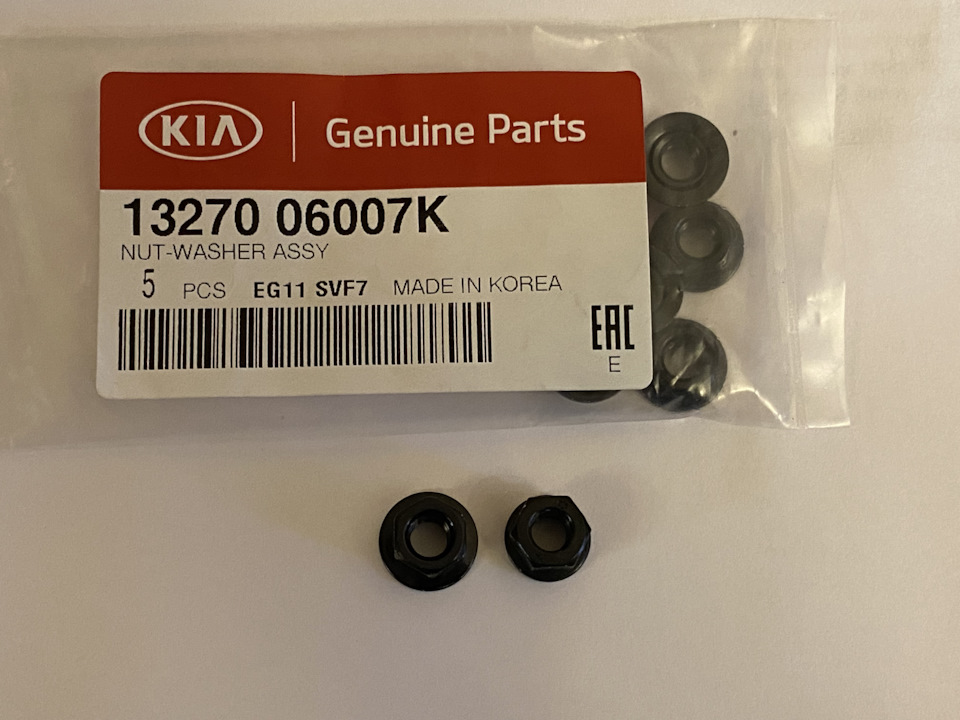 KIA Genuine Parts
13270 06007K
NUT-WASHER ASSY
5 PCS EG11 SVF7 MADE IN KOREA
EAC
E